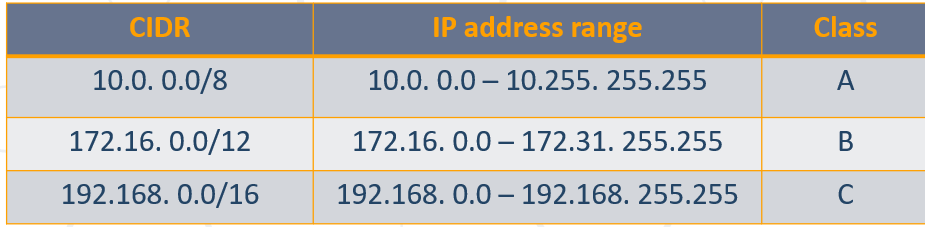 CIDR IP address range Class
10.0. 0.0/8 10.0. 0.0 – 10.255. 255.255 A
172.16. 0.0/12 172.16. 0.0 – 172.31. 255.255 B
192.168. 0.0/16 192.168. 0.0 – 192.168. 255.255 C